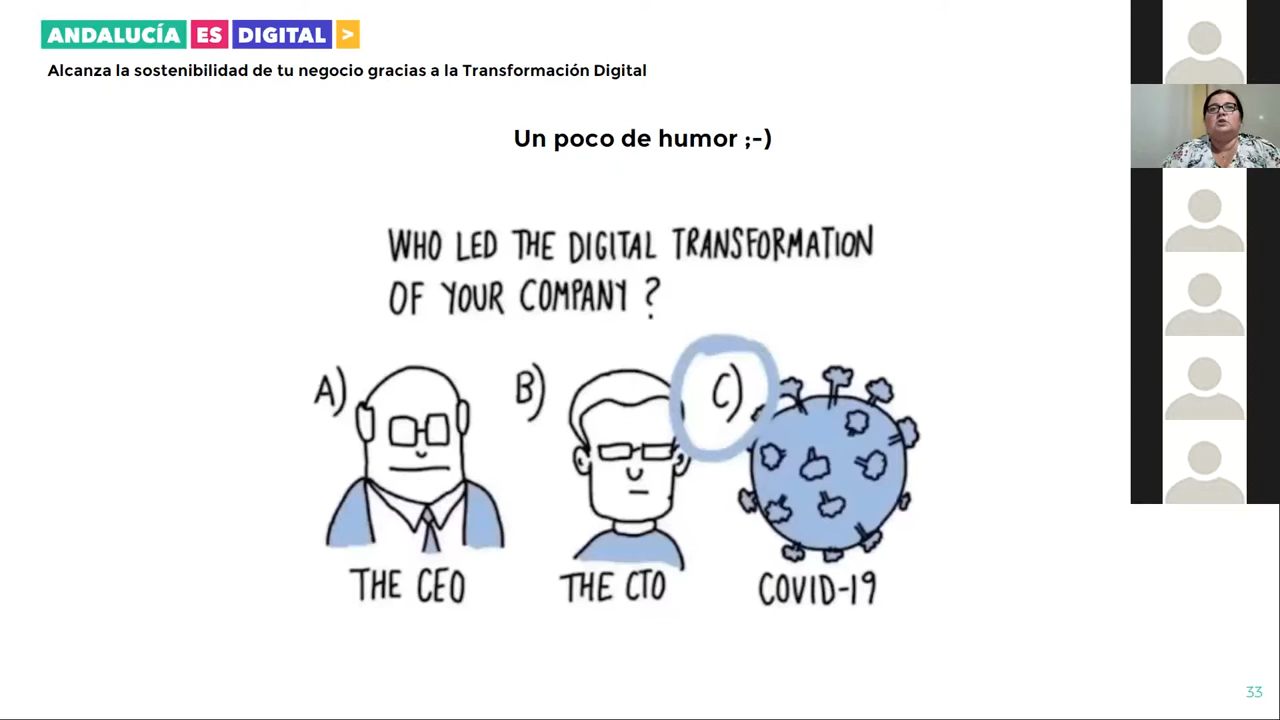 ANDALUCÍA ES DIGITAL >
Alcanza la sostenibilidad de tu negocio gracias a la Transformación Digital
Un poco de humor ;-)
WHO LED THE DIGITAL TRANSFORMATION
OF YOUR COMPANY ?
A) B) C)
THE CEO THE CTO COVID-19
33